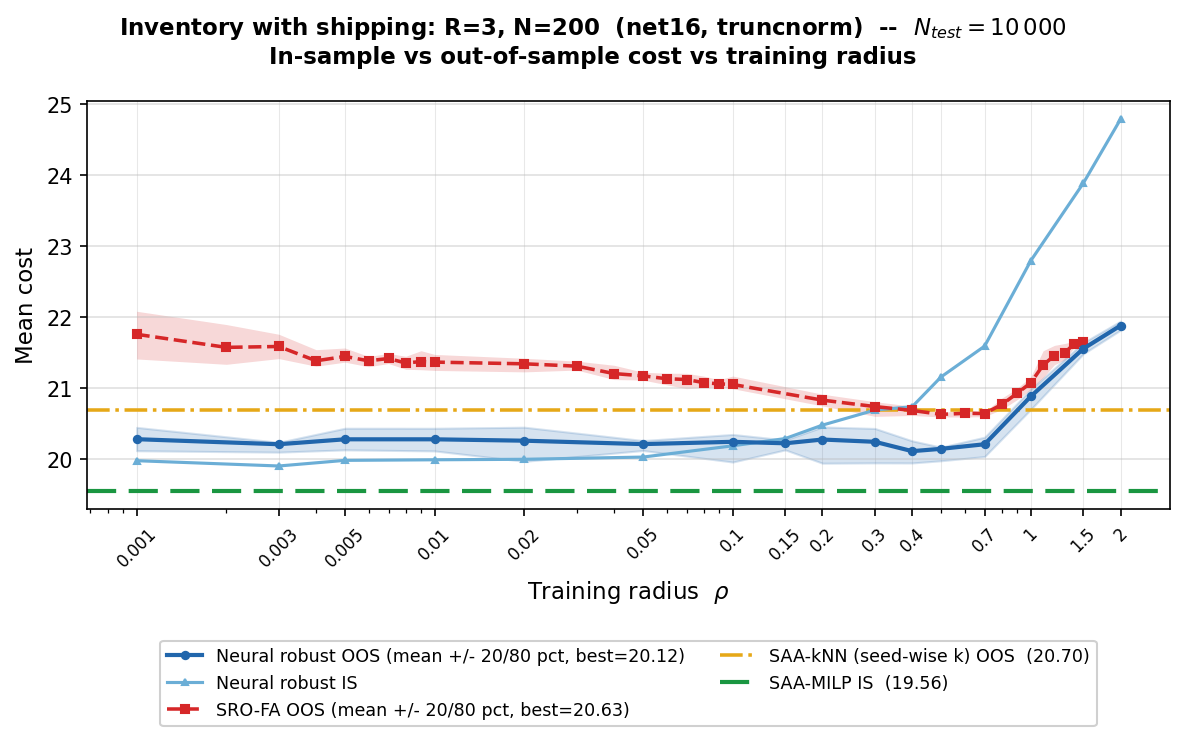 Inventory with shipping: R=3, N=200 (net16, truncnorm) -- N_test = 10 000
In-sample vs out-of-sample cost vs training radius
Mean cost
25
24
23
22
21
20
0.001
0.003
0.005
0.01
0.02
0.05
0.1
0.15
0.2
0.3
0.4
0.7
1
1.5
2
Training radius ρ
Neural robust OOS (mean +/- 20/80 pct, best=20.12)
Neural robust IS
SRO-FA OOS (mean +/- 20/80 pct, best=20.63)
SAA-kNN (seed-wise k) OOS (20.70)
SAA-MILP IS (19.56)